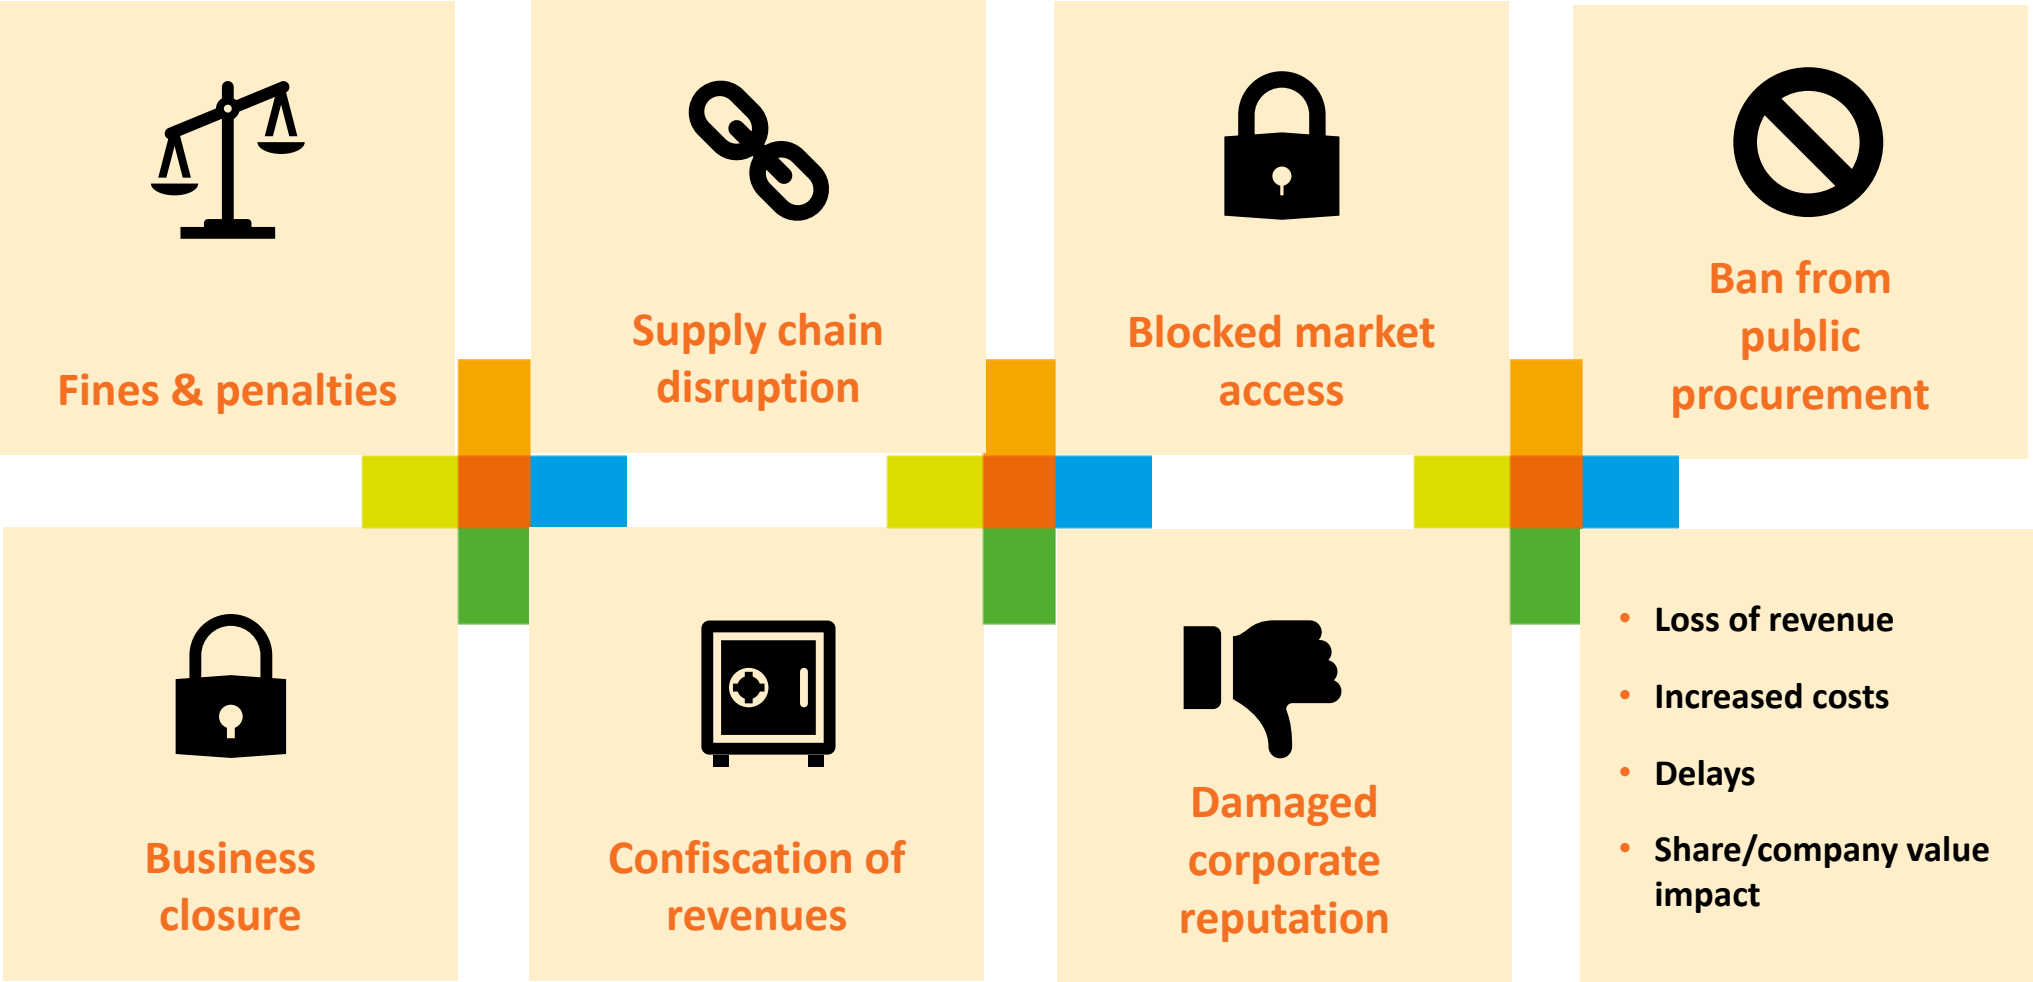 Fines & penalties
Supply chain
disruption
Blocked market
access
Ban from
public
procurement
Business
closure
Confiscation of
revenues
Damaged
corporate
reputation
• Loss of revenue
• Increased costs
• Delays
• Share/company value
impact